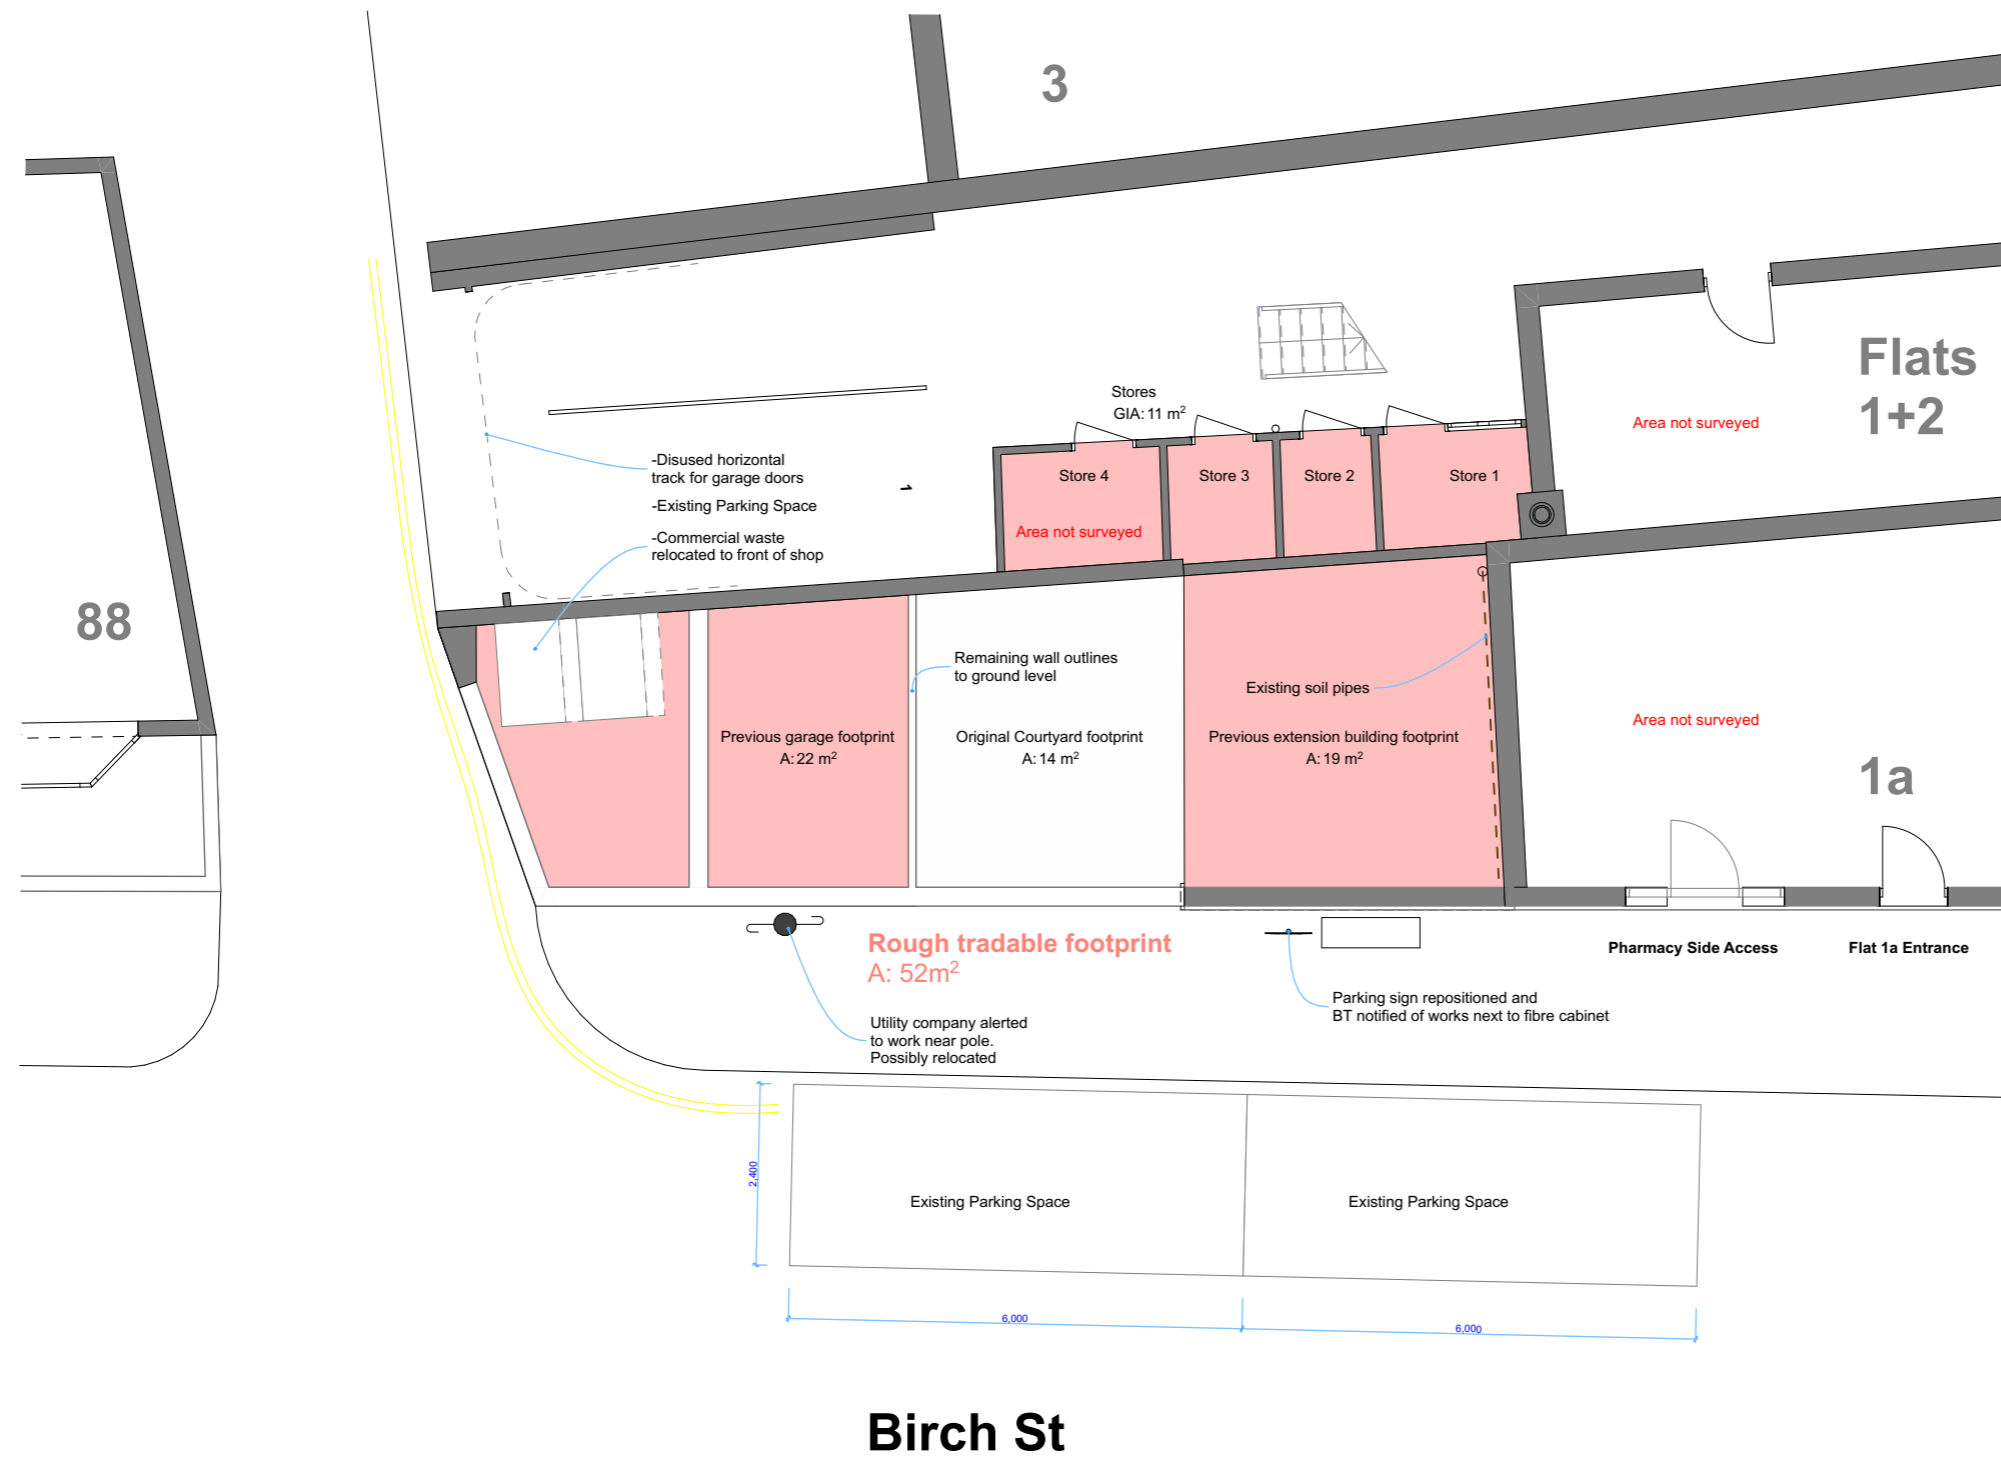 3
Flats
1+2
Stores
GIA: 11 m²
Area not surveyed
-Disused horizontal
track for garage doors
-Existing Parking Space
-Commercial waste
relocated to front of shop
1
Store 4
Store 3
Store 2
Store 1
Area not surveyed
88
Remaining wall outlines
to ground level
Existing soil pipes
Previous garage footprint
A: 22 m²
Original Courtyard footprint
A: 14 m²
Previous extension building footprint
A: 19 m²
Area not surveyed
1a
Rough tradable footprint
A: 52m²
Pharmacy Side Access
Flat 1a Entrance
Utility company alerted
to work near pole.
Possibly relocated
Parking sign repositioned and
BT notified of works next to fibre cabinet
2,400
Existing Parking Space
Existing Parking Space
6,000
6,000
Birch St